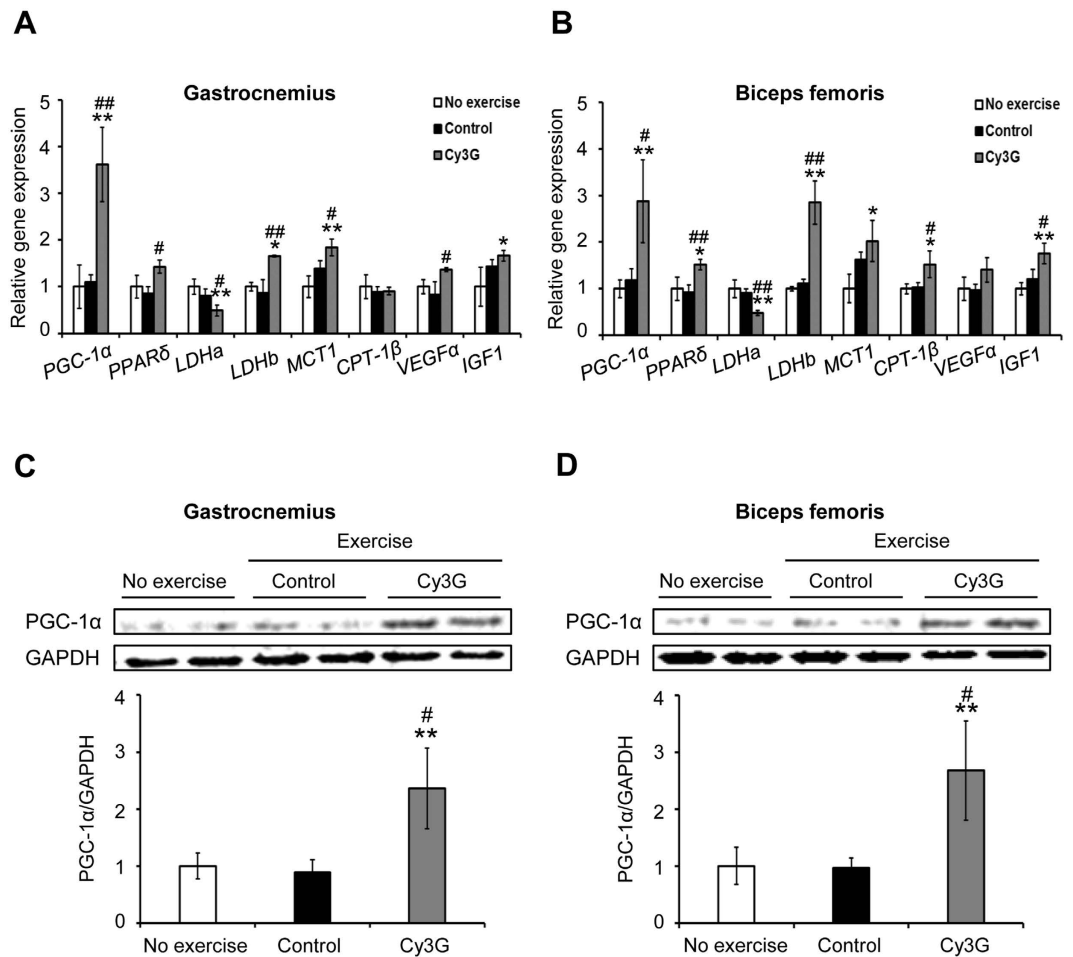 A
Gastrocnemius
No exercise
Control
Cy3G
Relative gene expression
5
4
3
2
1
0
##
**
#
#
**
##
*
#
**
#
*
PGC-1α PPARδ LDHa LDHb MCT1 CPT-1β VEGFα IGF1
B
Biceps femoris
No exercise
Control
Cy3G
Relative gene expression
5
4
3
2
1
0
#
**
##
*
##
**
##
**
*
#
*
#
**
PGC-1α PPARδ LDHa LDHb MCT1 CPT-1β VEGFα IGF1
C
Gastrocnemius
Exercise
No exercise Control Cy3G
PGC-1α
GAPDH
PGC-1α/GAPDH
4
3
2
1
0
#
**
No exercise Control Cy3G
D
Biceps femoris
Exercise
No exercise Control Cy3G
PGC-1α
GAPDH
PGC-1α/GAPDH
4
3
2
1
0
#
**
No exercise Control Cy3G